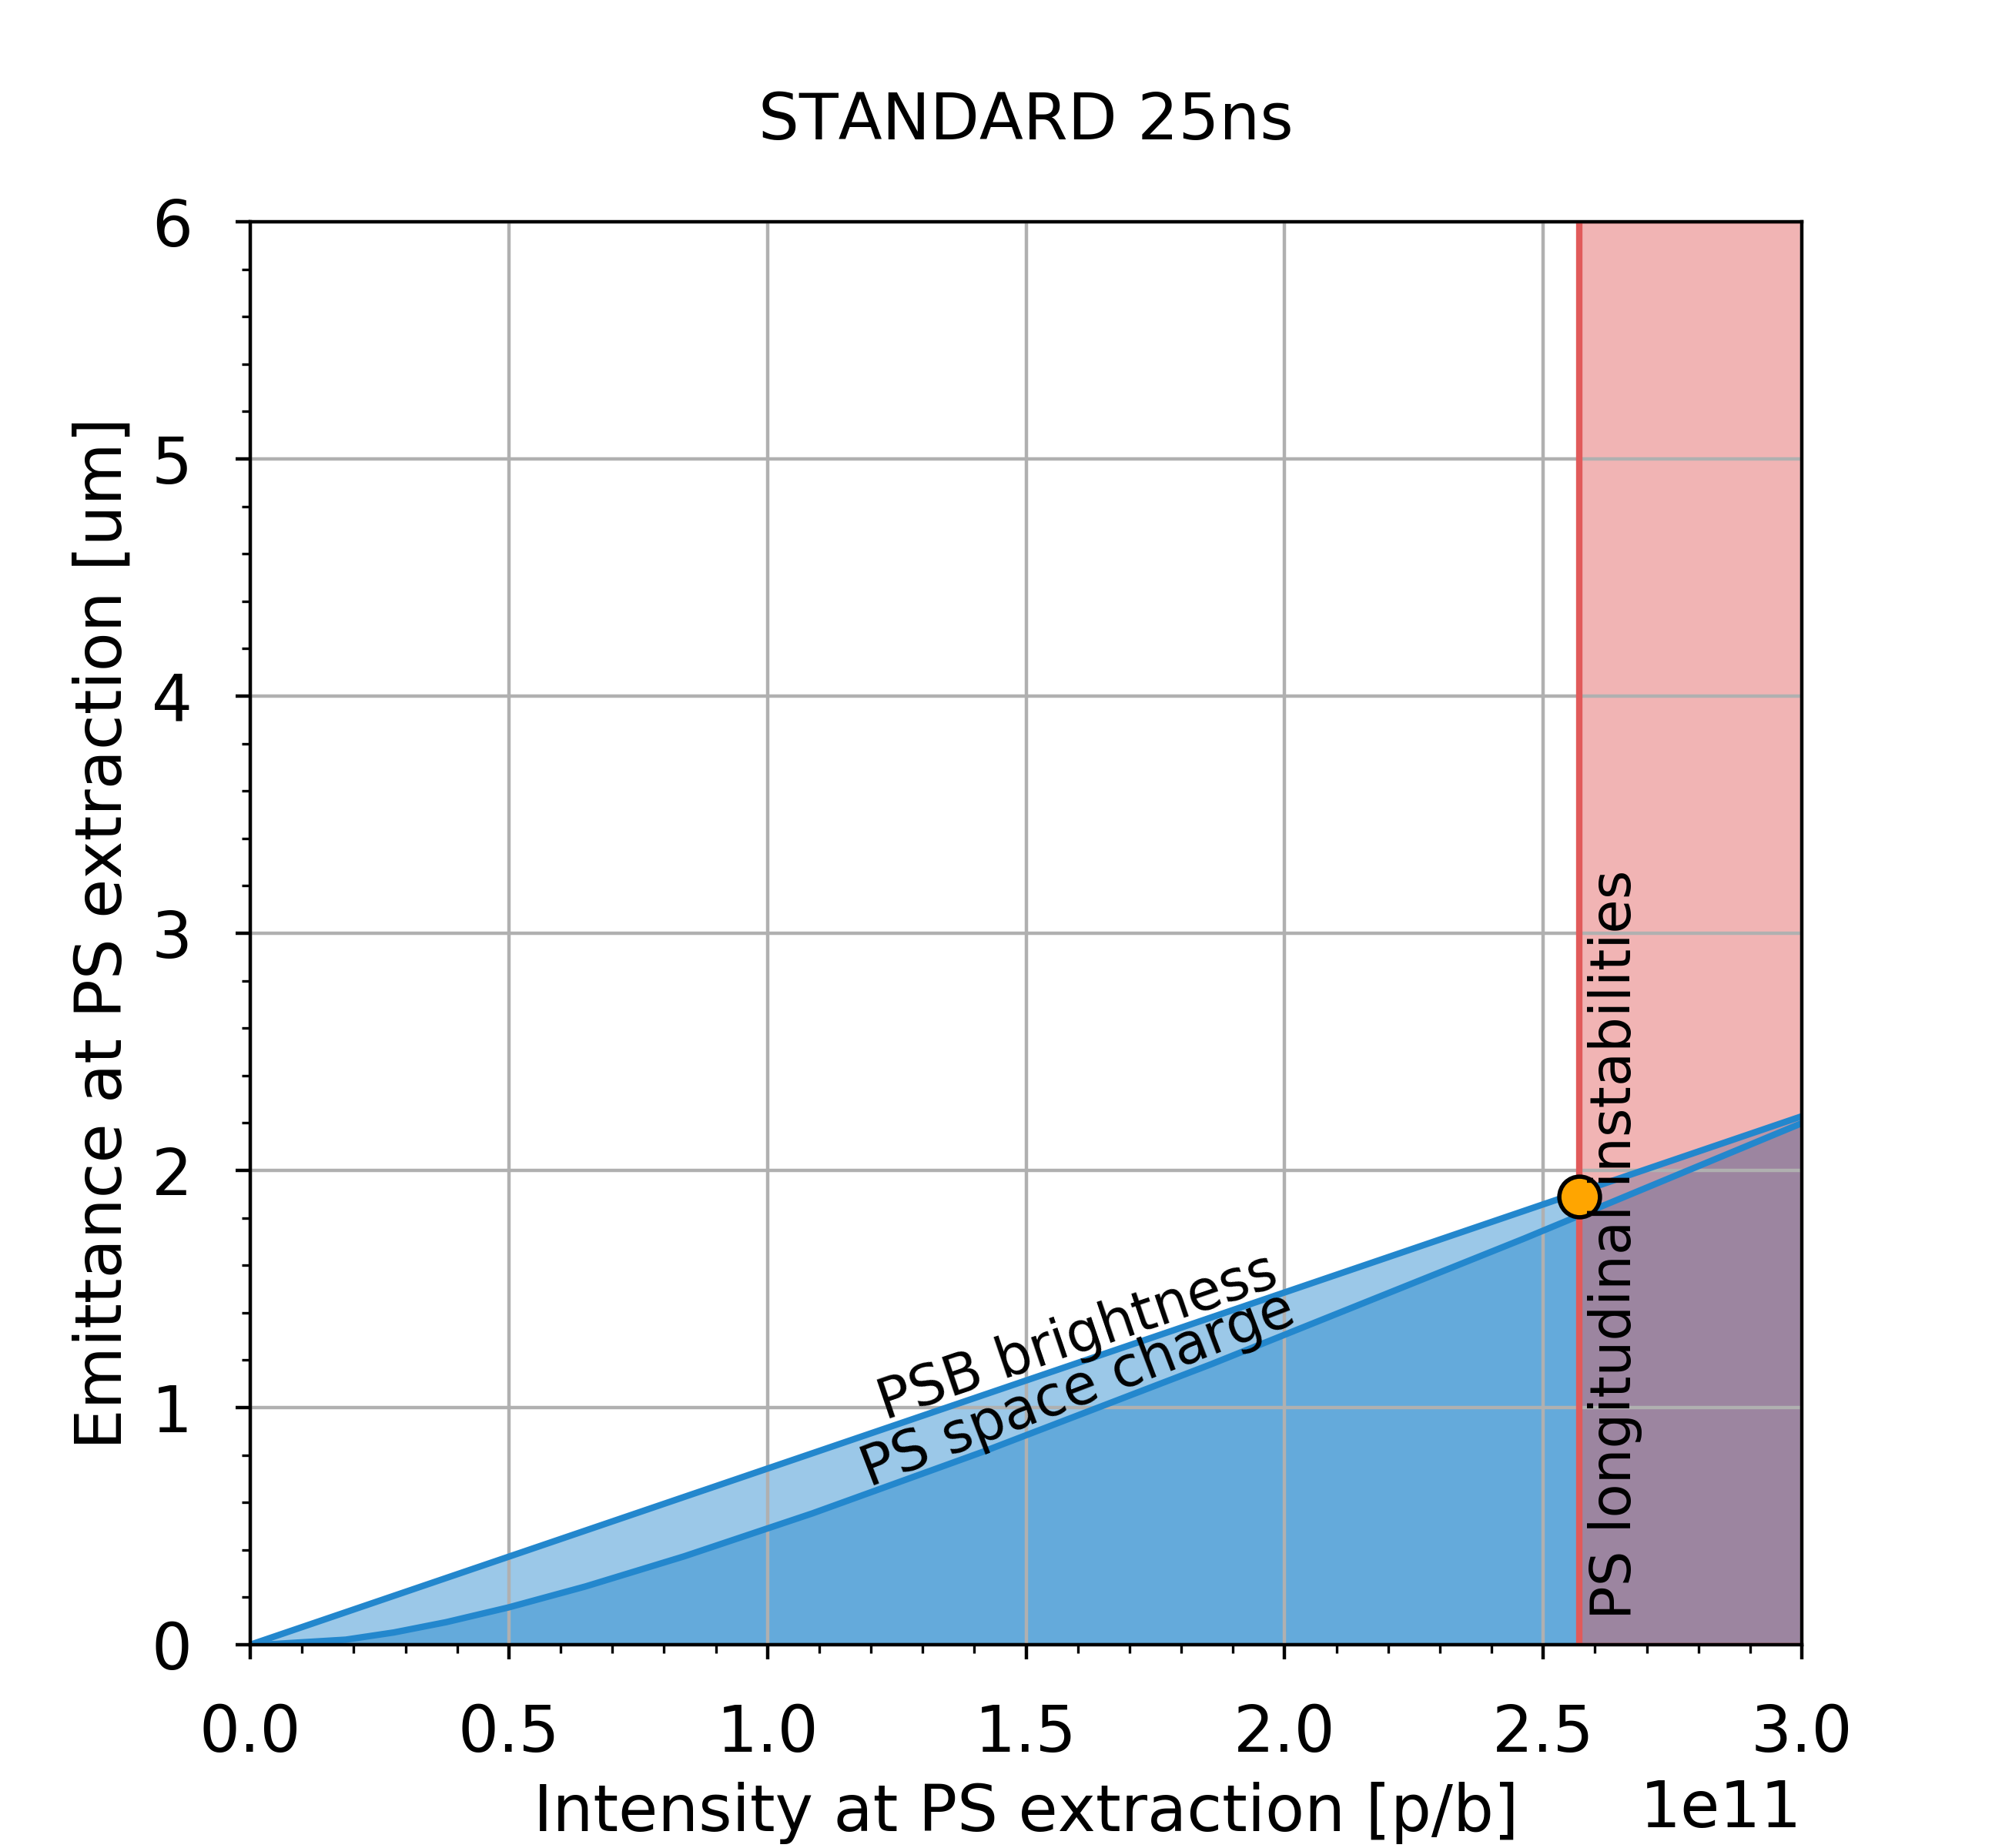 STANDARD 25ns
Emittance at PS extraction [um]
6
5
4
3
2
1
0
PSB brightness
PS space charge
PS longitudinal instabilities
0.0 0.5 1.0 1.5 2.0 2.5 3.0
Intensity at PS extraction [p/b]
1e11